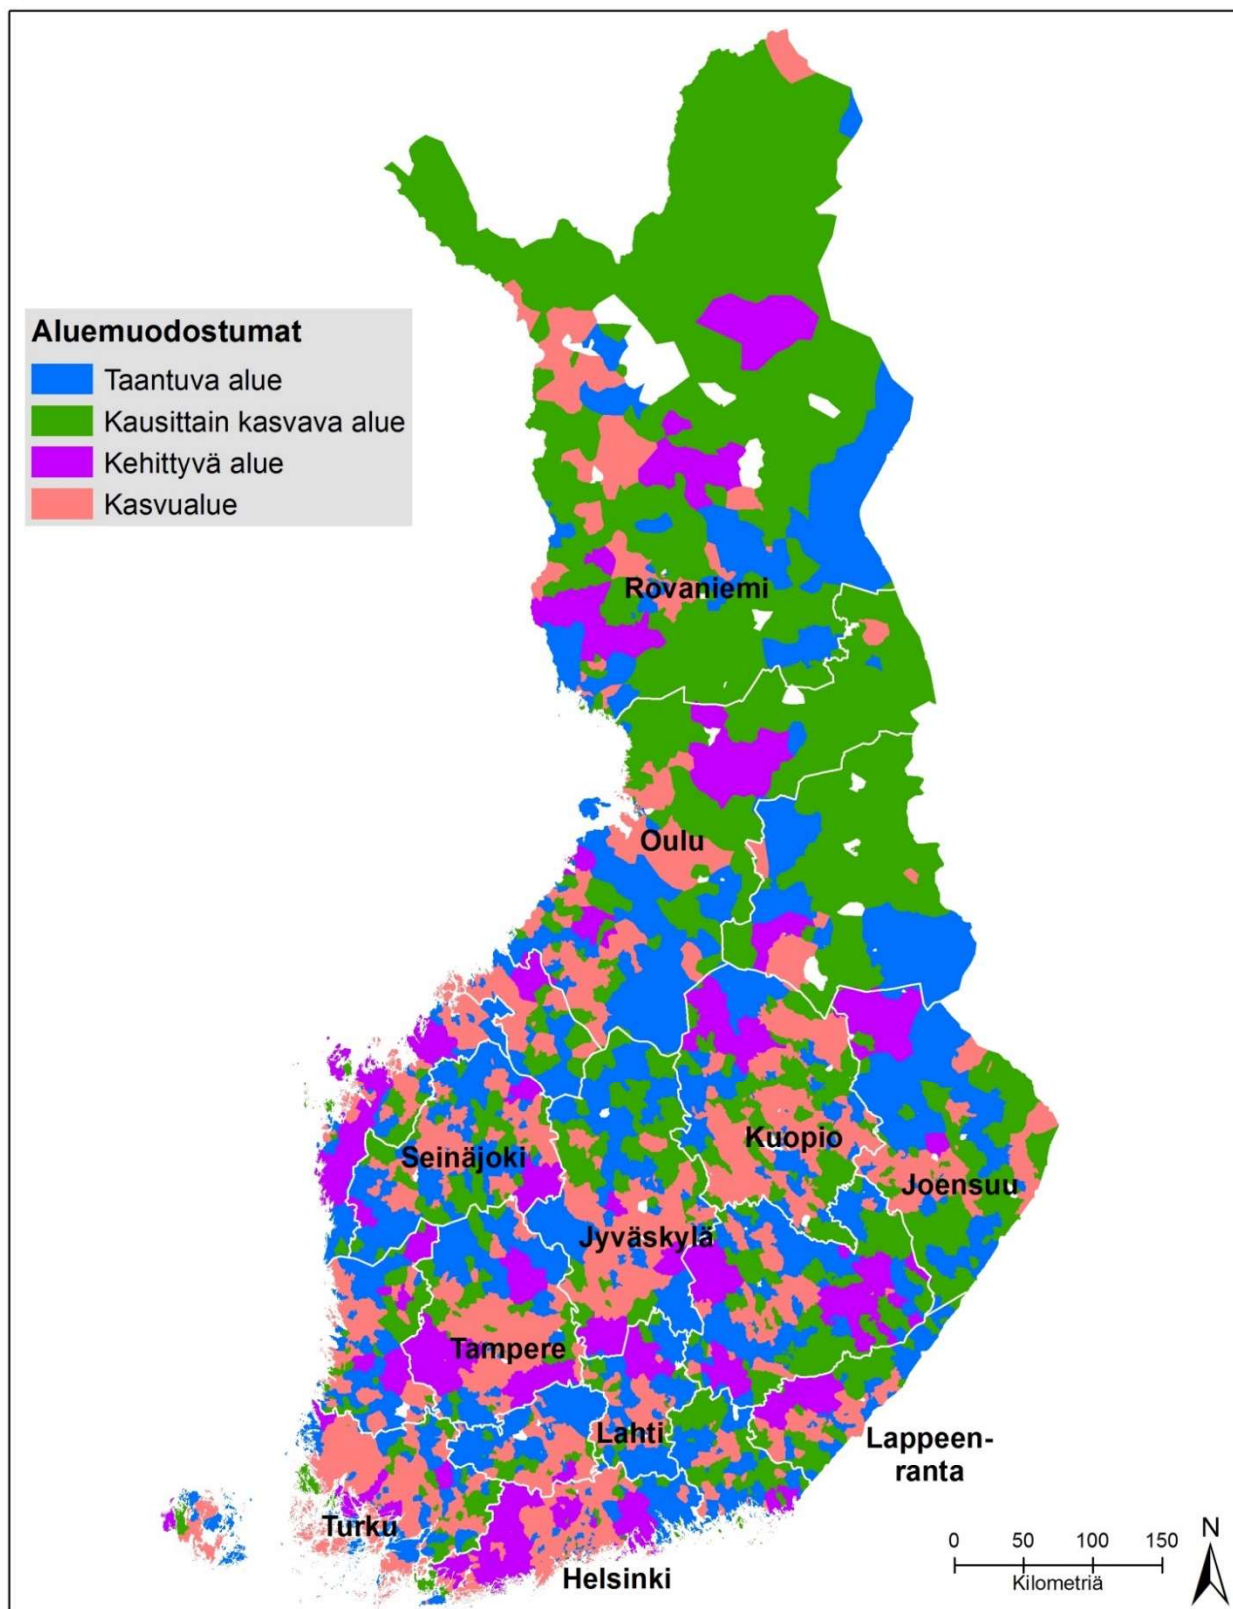 Aluemuodostumat
Taantuva alue
Kausittain kasvava alue
Kehittyvä alue
Kasvualue
Rovaniemi
Oulu
Kuopio
Seinäjoki
Joensuu
Jyväskylä
Tampere
Lahti
Lappeen-
ranta
Turku
Helsinki
0 50 100 150
Kilometriä
N